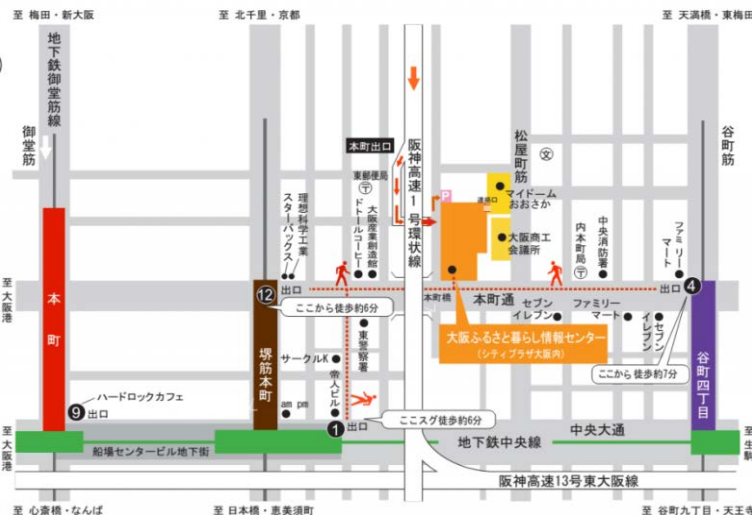 至 梅田・新大阪
至 北千里・京都
至 天満橋・東梅田
地下鉄御堂筋線
御堂筋
本町出口
阪神高速1号環状線
松屋町筋
谷町筋
文
東郵便局
〒
P
連絡口
マイドーム
おおさか
理想科学工業
スターバックス
ドトールコーヒー
大阪産業創造館
大阪商工
会議所
内本町局
〒
中央消防署
ファミリー
マート
至 大阪港
本町
12
出口
ここから徒歩約6分
本町橋
本町通
出口
4
セブン
イレブン
ファミリー
マート
セブン
イレブン
大阪ふるさと暮らし情報センター
(シティプラザ大阪内)
堺筋本町
東警察署
サークルK
帝人ビル
am pm
ここから 徒歩約7分
谷町四丁目
ハードロックカフェ
9
出口
1
出口
ここスグ徒歩約6分
中央大通
至 大阪港
船場センタービル地下街
地下鉄中央線
至 生駒
阪神高速13号東大阪線
至 心斎橋・なんば
至 日本橋・恵美須町
至 谷町九丁目・天王寺